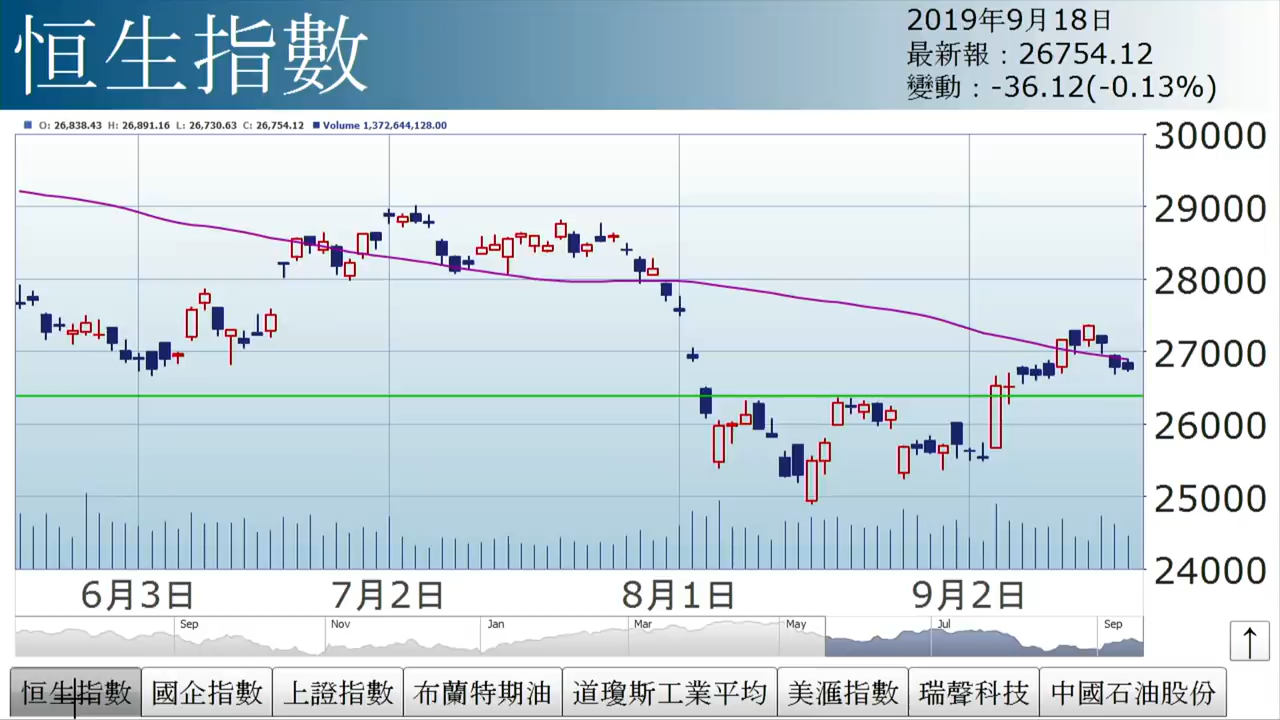 恒生指數
2019年9月18日
最新報：26754.12
變動：-36.12(-0.13%)
O: 26,838.43 H: 26,891.16 L: 26,730.63 C: 26,754.12 Volume 1,372,644,128.00
30000
29000
28000
27000
26000
25000
24000
6月3日 7月2日 8月1日 9月2日
Sep Nov Jan Mar May Jul Sep
↑
恒生指數 國企指數 上證指數 布蘭特期油 道瓊斯工業平均 美滙指數 瑞聲科技 中國石油股份